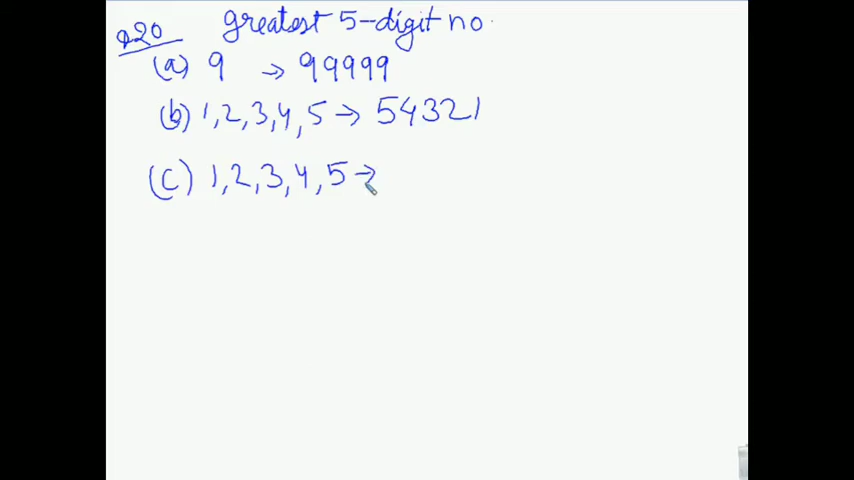 Q20 greatest 5-digit no.
(a) 9 → 99999
(b) 1,2,3,4,5 → 54321
(C) 1,2,3,4,5 →